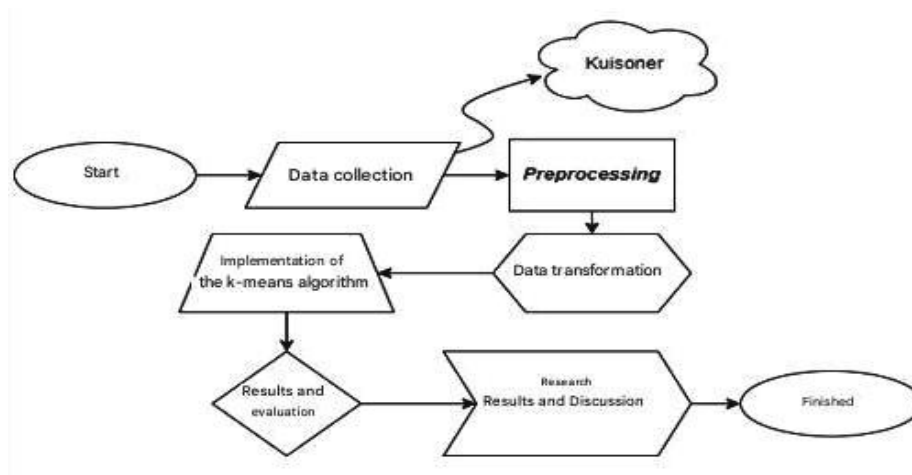 Kuisoner
Start
Data collection
Preprocessing
Data transformation
Implementation of
the k-means algorithm
Results and
evaluation
Research
Results and Discussion
Finished